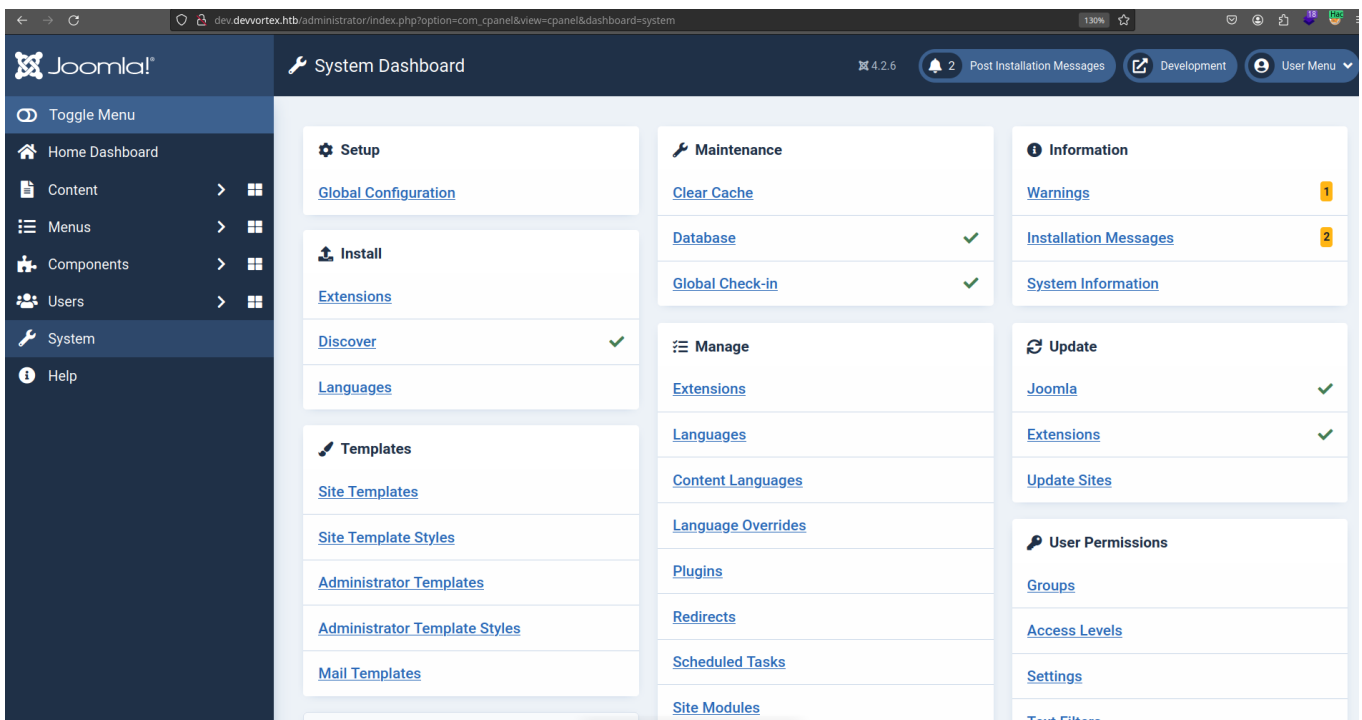 dev.devvortex.htb/administrator/index.php?option=com_cpanel&view=cpanel&dashboard=system
130%
18
Hac
Joomla!®
System Dashboard
4.2.6
2 Post Installation Messages
Development
User Menu
Toggle Menu
Home Dashboard
Content
Menus
Components
Users
System
Help
Setup
Global Configuration
Install
Extensions
Discover
Languages
Templates
Site Templates
Site Template Styles
Administrator Templates
Administrator Template Styles
Mail Templates
Maintenance
Clear Cache
Database
Global Check-in
Manage
Extensions
Languages
Content Languages
Language Overrides
Plugins
Redirects
Scheduled Tasks
Site Modules
Information
Warnings 1
Installation Messages 2
System Information
Update
Joomla
Extensions
Update Sites
User Permissions
Groups
Access Levels
Settings
Text Filters